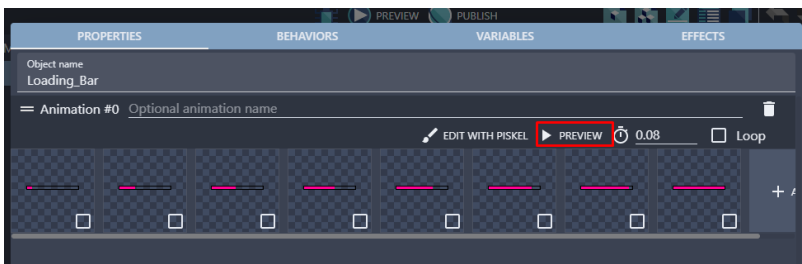 PREVIEW PUBLISH
PROPERTIES BEHAVIORS VARIABLES EFFECTS
Object name
Loading_Bar
Animation #0 Optional animation name
EDIT WITH PISKEL PREVIEW 0.08 Loop